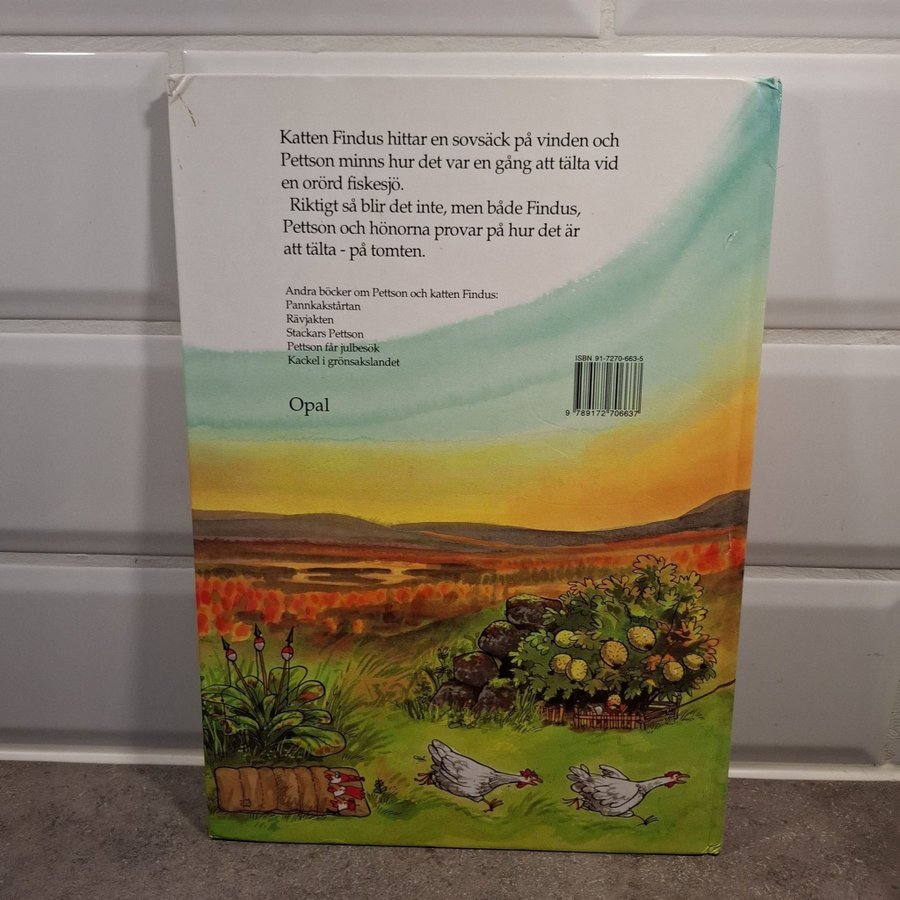 Katten Findus hittar en sovsäck på vinden och
Pettson minns hur det var en gång att tälta vid
en orörd fiskesjö.
Riktigt så blir det inte, men både Findus,
Pettson och hönorna provar på hur det är
att tälta - på tomten.
Andra böcker om Pettson och katten Findus:
Pannkakstårtan
Rävjakten
Stackars Pettson
Pettson får julbesök
Kackel i grönsakslandet
ISBN 91-7270-663-5
Opal
9 789172 706637